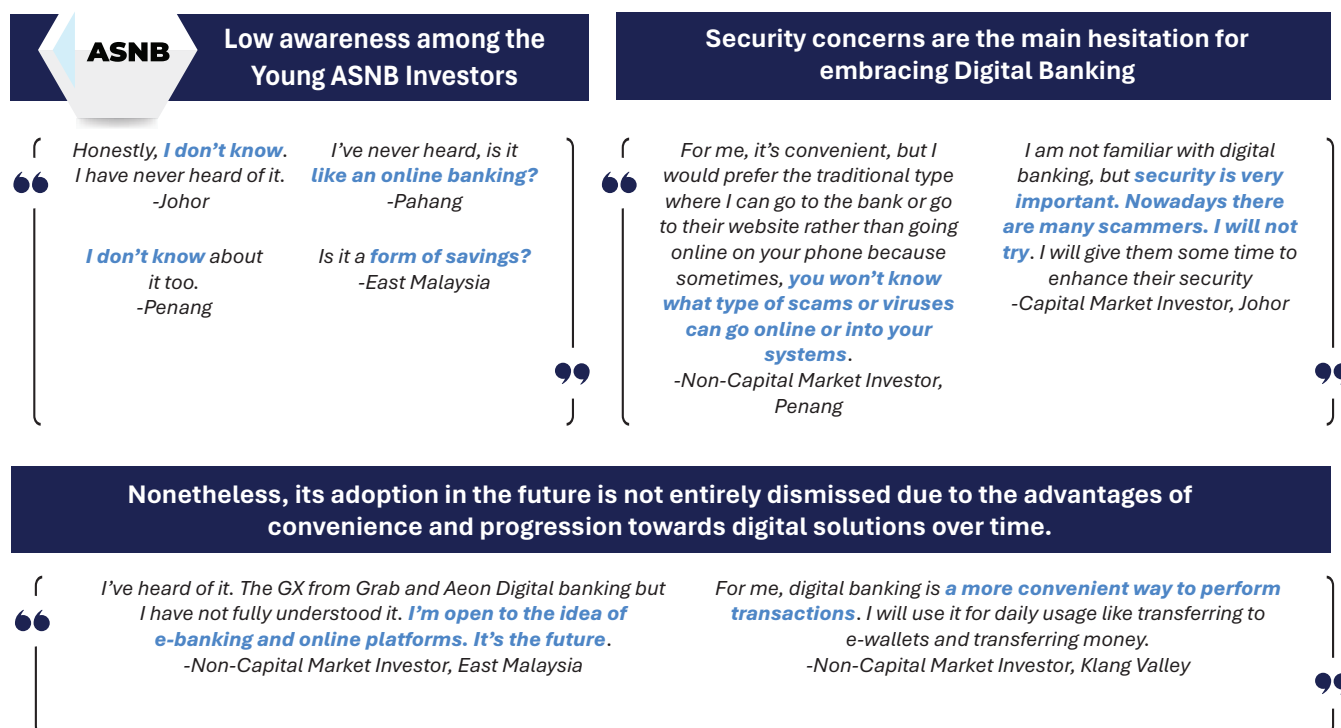 ASNB
Low awareness among the
Young ASNB Investors
Honestly, I don’t know.
I have never heard of it.
-Johor
I’ve never heard, is it
like an online banking?
-Pahang
I don’t know about
it too.
-Penang
Is it a form of savings?
-East Malaysia
Security concerns are the main hesitation for
embracing Digital Banking
For me, it’s convenient, but I
would prefer the traditional type
where I can go to the bank or go
to their website rather than going
online on your phone because
sometimes, you won’t know
what type of scams or viruses
can go online or into your
systems.
-Non-Capital Market Investor,
Penang
I am not familiar with digital
banking, but security is very
important. Nowadays there
are many scammers. I will not
try. I will give them some time to
enhance their security
-Capital Market Investor, Johor
Nonetheless, its adoption in the future is not entirely dismissed due to the advantages of
convenience and progression towards digital solutions over time.
I’ve heard of it. The GX from Grab and Aeon Digital banking but
I have not fully understood it. I’m open to the idea of
e-banking and online platforms. It’s the future.
-Non-Capital Market Investor, East Malaysia
For me, digital banking is a more convenient way to perform
transactions. I will use it for daily usage like transferring to
e-wallets and transferring money.
-Non-Capital Market Investor, Klang Valley